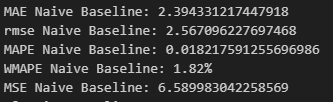 MAE Naive Baseline: 2.394331217447918
rmse Naive Baseline: 2.567096227697468
MAPE Naive Baseline: 0.018217591255696986
WMAPE Naive Baseline: 1.82%
MSE Naive Baseline: 6.589983042258569